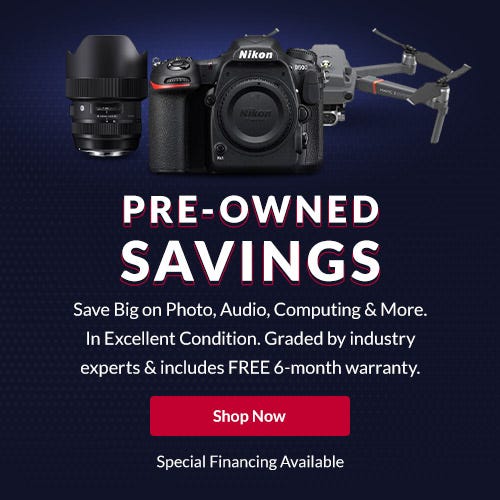 Nikon
D500
Nikon
PRE-OWNED
SAVINGS
Save Big on Photo, Audio, Computing & More.
In Excellent Condition. Graded by industry
experts & includes FREE 6-month warranty.
Shop Now
Special Financing Available